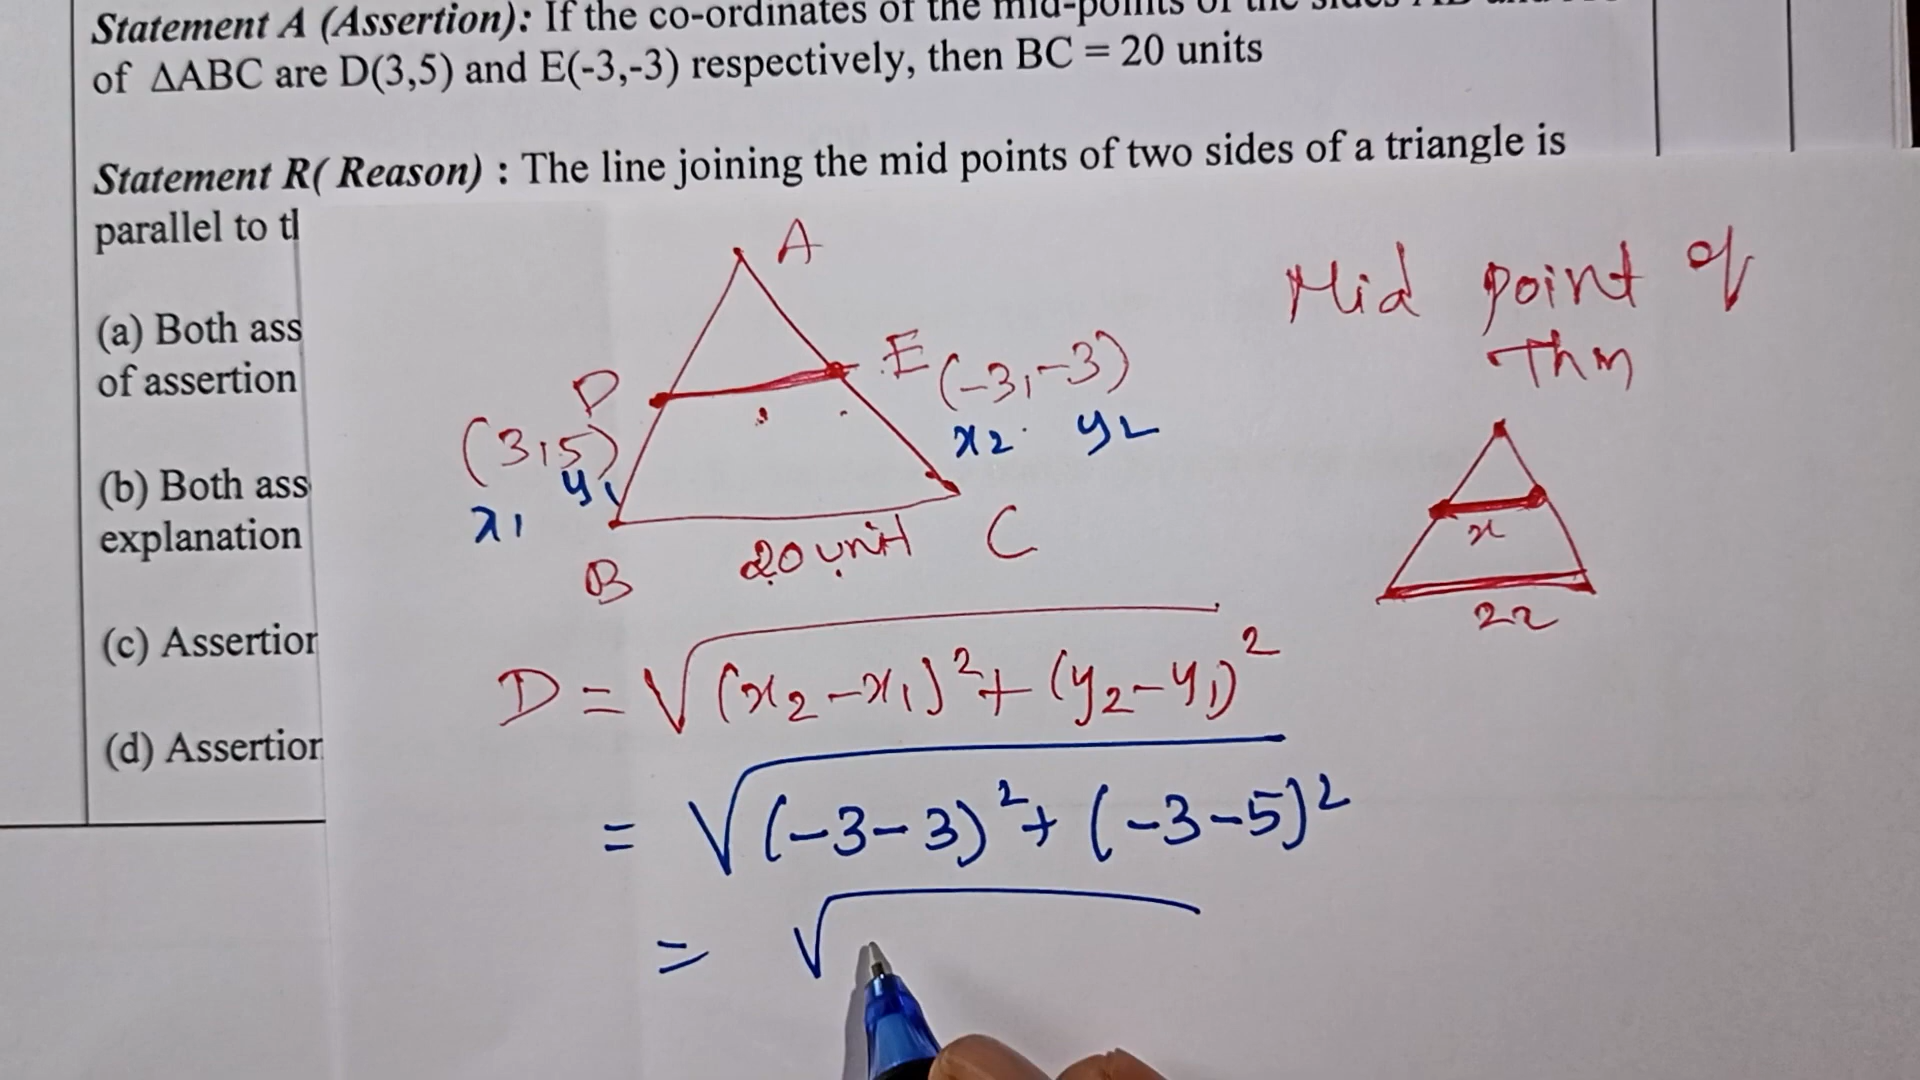 Statement A (Assertion): If the co-ordinates of the mid-points of the sides AB and
of ΔABC are D(3,5) and E(-3,-3) respectively, then BC = 20 units
Statement R( Reason) : The line joining the mid points of two sides of a triangle is
parallel to t
(a) Both ass
of assertion
(b) Both ass
explanation
(c) Assertion
(d) Assertion
A
Mid point of
Thm
D
E (-3,-3)
(3,5)
x2 y2
x1 y1
B
20 unit
C
x
2x
D = √(x2-x1)²+(y2-y1)²
= √(-3-3)²+(-3-5)²
= √